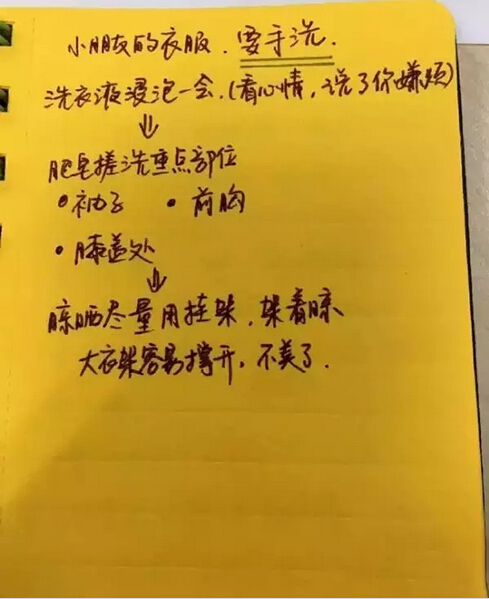 小朋友的衣服.要手洗.
洗衣液浸泡一会.(看心情,说了你嫌烦)
⇓
肥皂搓洗重点部位
•袖子 •前胸
•膝盖处
⇓
晾晒尽量用挂架,架着晾
大衣架容易撑开,不美了.